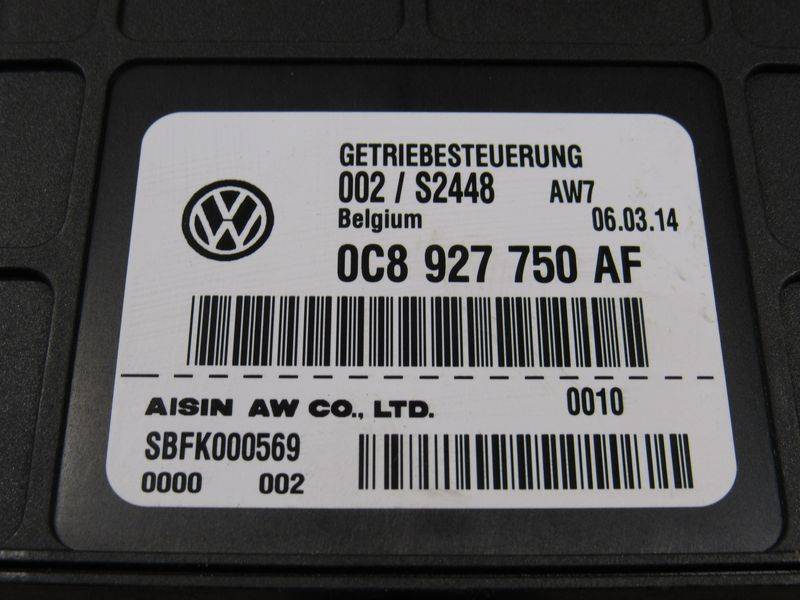 GETRIEBESTEUERUNG
002 / S2448 AW7
Belgium 06.03.14
0C8 927 750 AF
AISIN AW CO., LTD. 0010
SBFK000569
0000 002